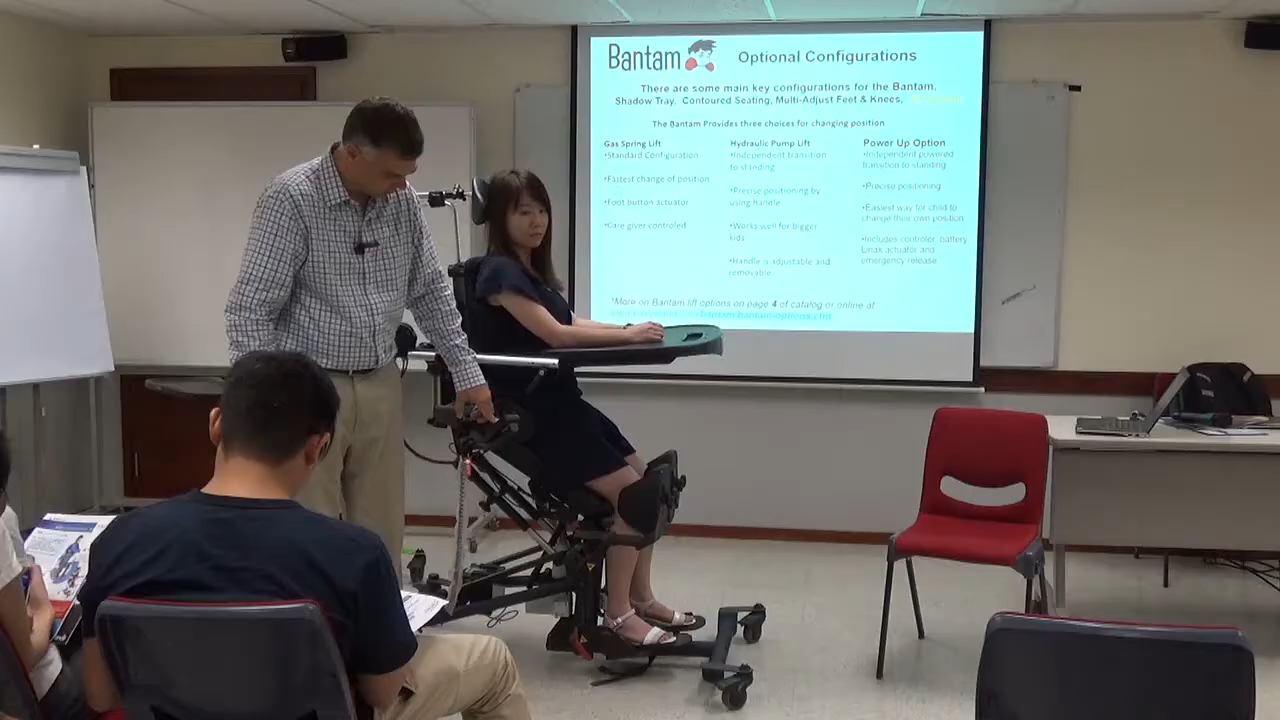 Bantam
Optional Configurations
There are some main key configurations for the Bantam,
Shadow Tray, Contoured Seating, Multi-Adjust Feet & Knees,
The Bantam Provides three choices for changing position
Gas Spring Lift
•Standard Configuration
•Fastest change of position
•Foot button actuator
•Care giver controled
Hydraulic Pump Lift
•Independent transition
to standing
•Precise positioning by
using handle
•Works well for bigger
kids
•Handle is adjustable and
removable
Power Up Option
•Independent powered
transition to standing
•Precise positioning
•Easiest way for child to
change their own position
•Includes controler, battery
Linax actuator and
emergency release
*More on Bantam lift options on page 4 of catalog or online at